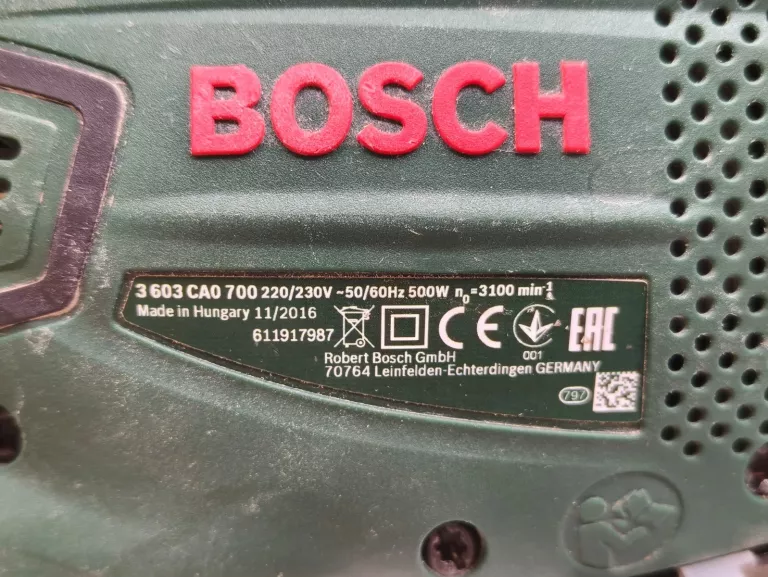 BOSCH
3 603 CA0 700 220/230V ~50/60Hz 500W n₀=3100 min⁻¹
Made in Hungary 11/2016
611917987
CE
001
EAC
Robert Bosch GmbH
70764 Leinfelden-Echterdingen GERMANY
797